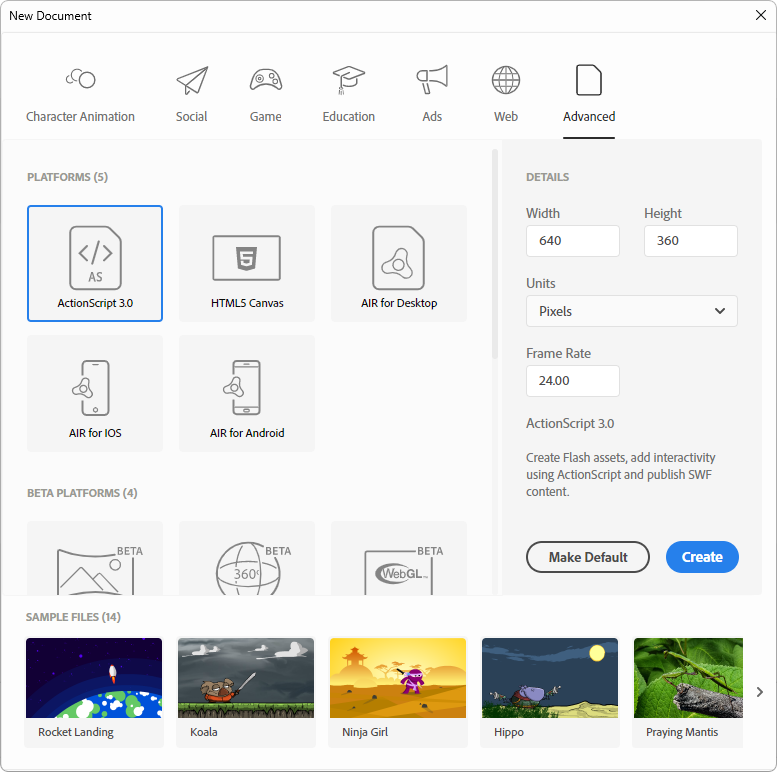 New Document
Character Animation
Social
Game
Education
Ads
Web
Advanced
PLATFORMS (5)
AS
ActionScript 3.0
5
HTML5 Canvas
AIR for Desktop
AIR for IOS
AIR for Android
BETA PLATFORMS (4)
BETA
BETA
360°
BETA
WebGL
DETAILS
Width
Height
640
360
Units
Pixels
Frame Rate
24.00
ActionScript 3.0
Create Flash assets, add interactivity
using ActionScript and publish SWF
content.
Make Default
Create
SAMPLE FILES (14)
Rocket Landing
Koala
Ninja Girl
Hippo
Praying Mantis